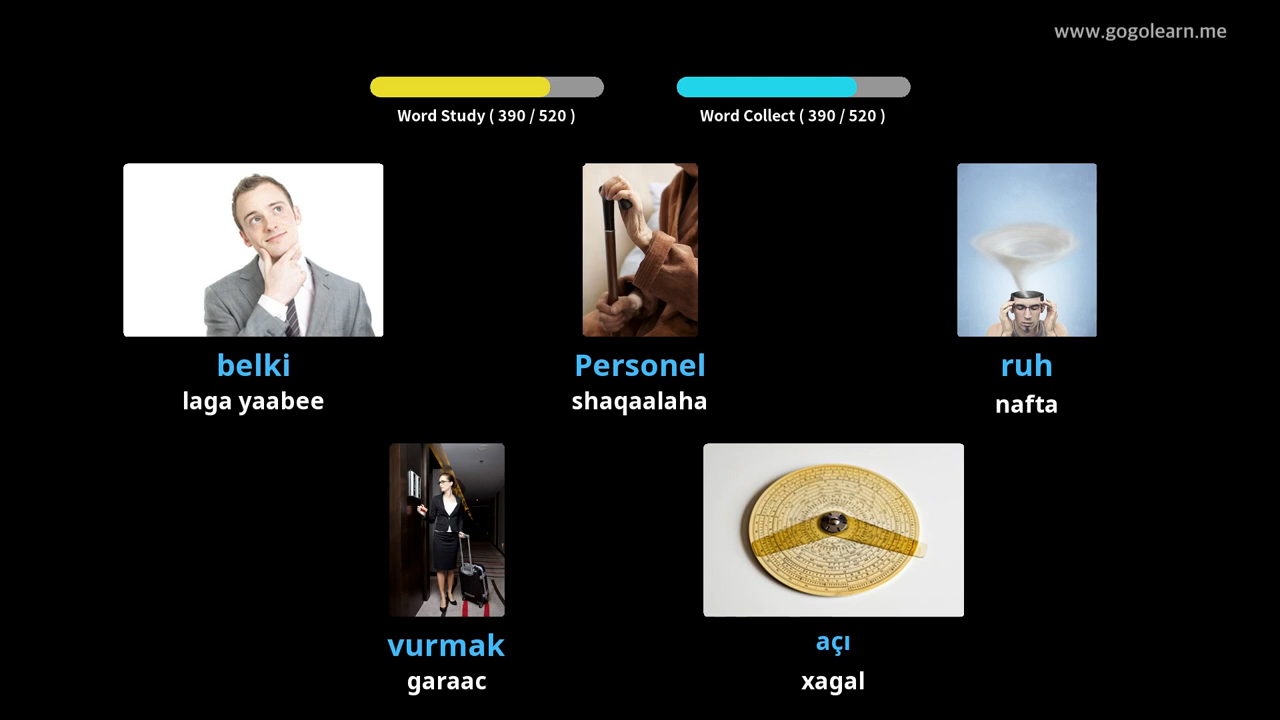 www.gogolearn.me
Word Study ( 390 / 520 )
Word Collect ( 390 / 520 )
belki
laga yaabee
Personel
shaqaalaha
ruh
nafta
vurmak
garaac
açı
xagal